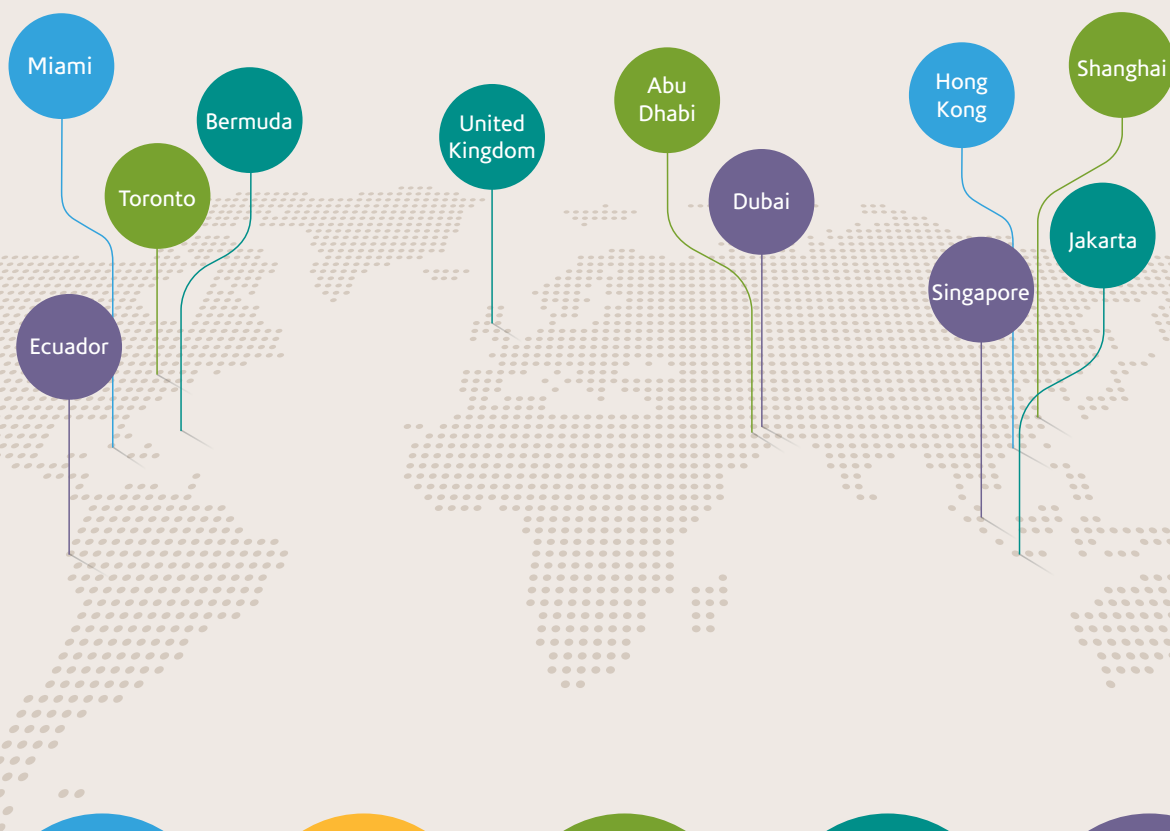 Miami
Toronto
Bermuda
Ecuador
United
Kingdom
Abu
Dhabi
Dubai
Hong
Kong
Shanghai
Singapore
Jakarta